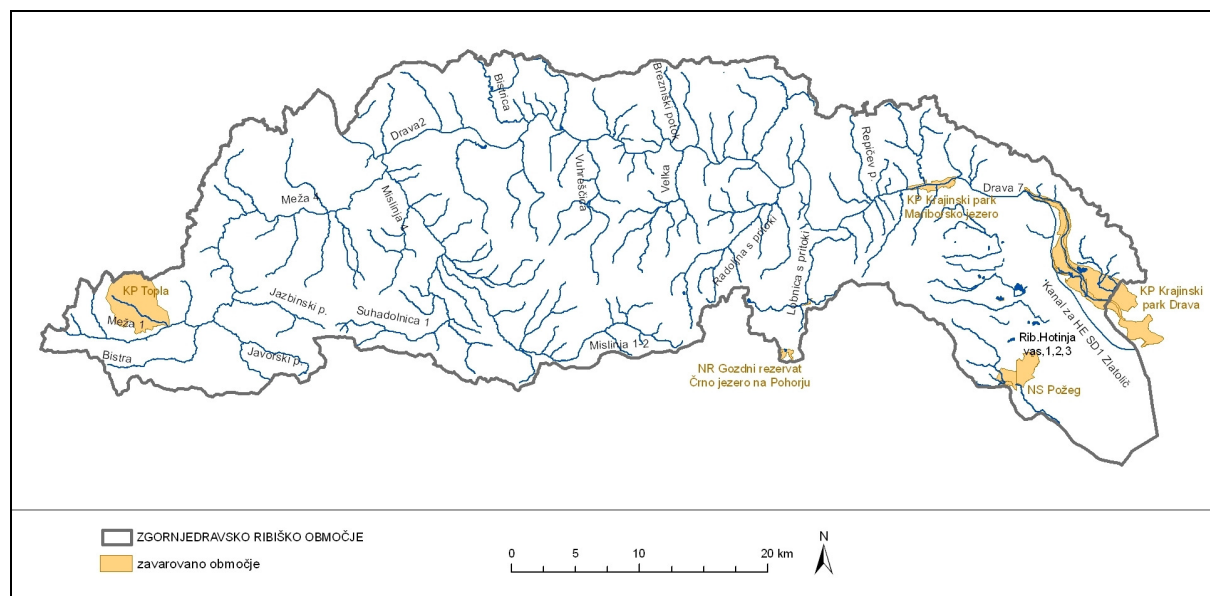 Bistrica
Brezniški potok
Drava2
Vuhreščica
Velka
Repičev p.
Mislinja
Meža 4
Drava 7
KP Krajinski park
Mariborsko jezero
Radoljna s pritoki
Lobnica s pritoki
KP Topla
Meža 1
Jazbinski p.
Suhadolnica 1
Bistra
Javorski p.
Mislinja 1-2
KP Krajinski
park Drava
Kanal za HE SD1 Zlatolič
Rib.Hotinja
vas,1,2,3
NR Gozdni rezervat
Črno jezero na Pohorju
NS Požeg
ZGORNJEDRAVSKO RIBIŠKO OBMOČJE
zavarovano območje
0 5 10 20 km
N